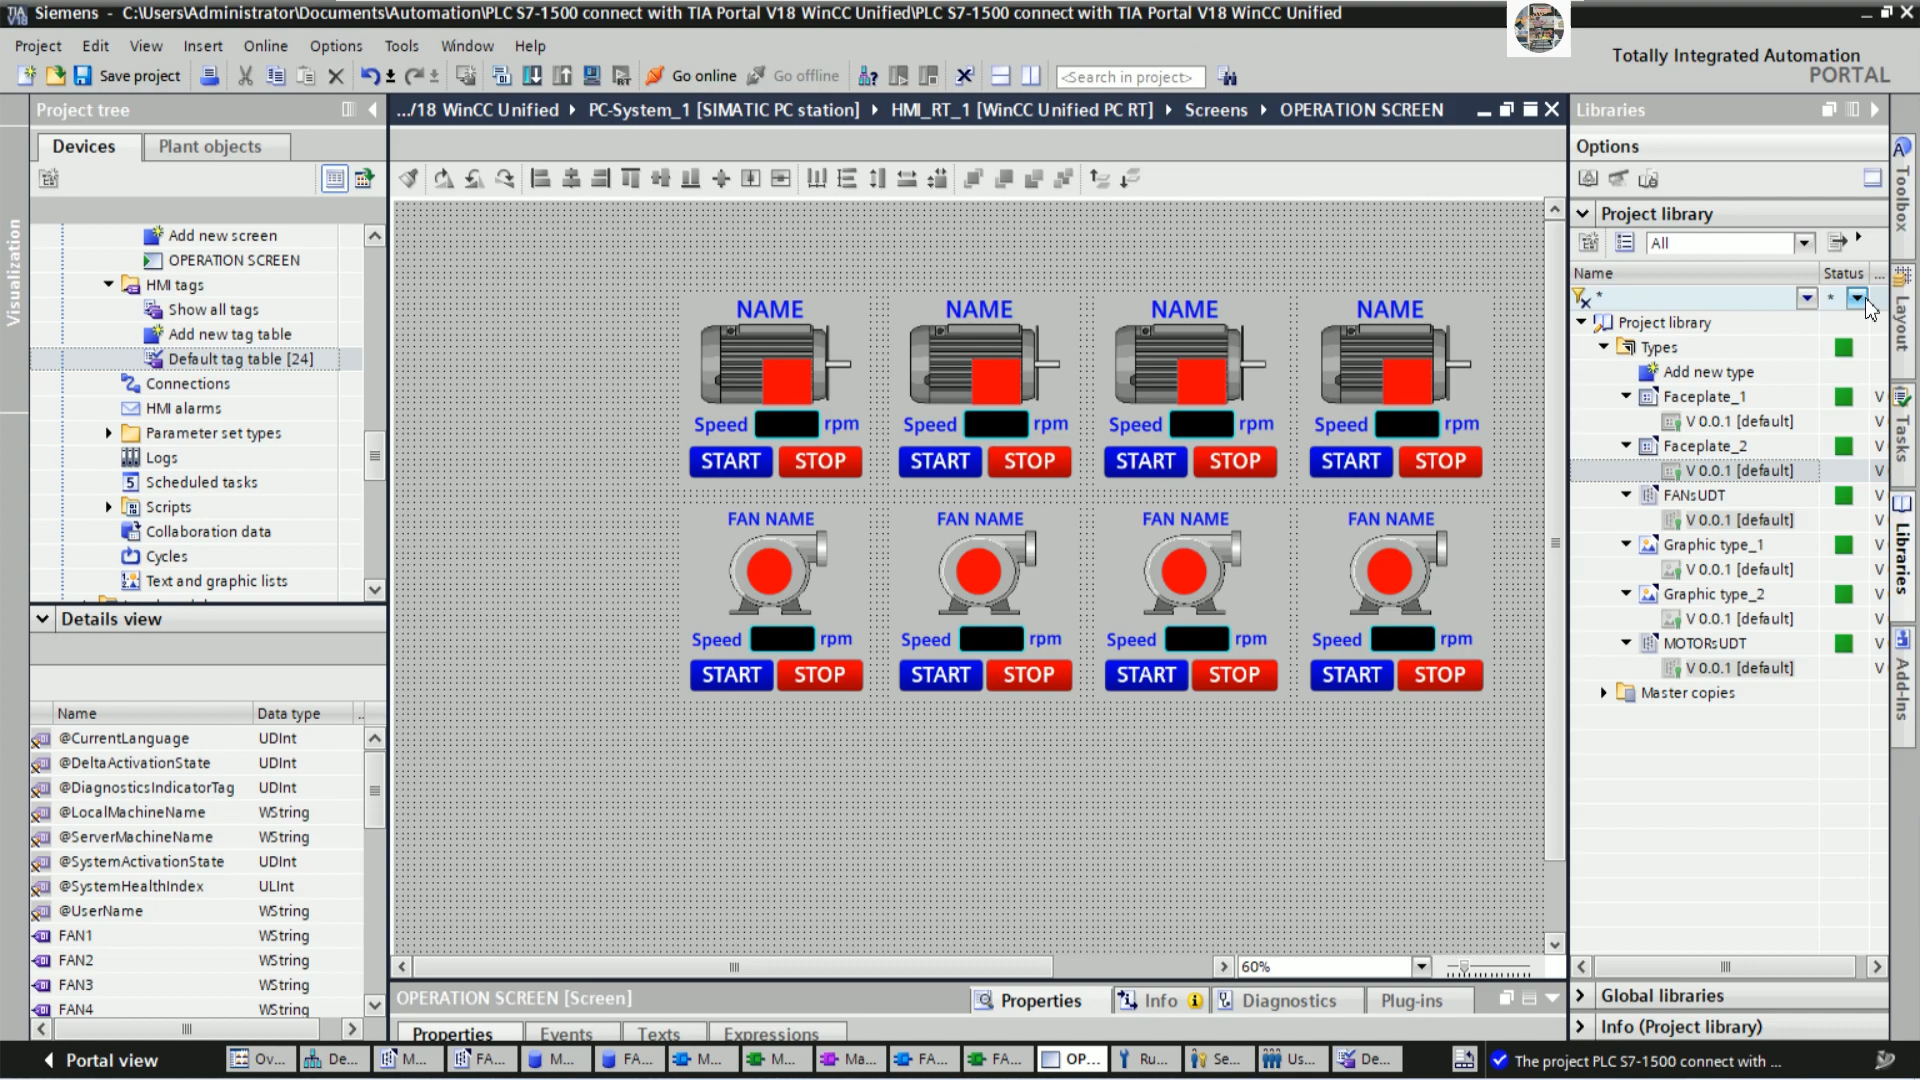 Siemens - C:\Users\Administrator\Documents\Automation\PLC S7-1500 connect with TIA Portal V18 WinCC Unified\PLC S7-1500 connect with TIA Portal V18 WinCC Unified
Project Edit View Insert Online Options Tools Window Help
Totally Integrated Automation
PORTAL
Save project
Go online
Go offline
<Search in project>
Project tree
.../18 WinCC Unified PC-System_1 [SIMATIC PC station] HMI_RT_1 [WinCC Unified PC RT] Screens OPERATION SCREEN
Libraries
Devices Plant objects
Options
Visualization
Add new screen
OPERATION SCREEN
HMI tags
Show all tags
Add new tag table
Default tag table [24]
Connections
HMI alarms
Parameter set types
Logs
Scheduled tasks
Scripts
Collaboration data
Cycles
Text and graphic lists
Details view
Name Data type ..
@CurrentLanguage UDInt
@DeltaActivationState UDInt
@DiagnosticsIndicatorTag UDInt
@LocalMachineName WString
@ServerMachineName WString
@SystemActivationState UDInt
@SystemHealthIndex ULInt
@UserName WString
FAN1 WString
FAN2 WString
FAN3 WString
FAN4 WString
NAME NAME NAME NAME
Speed rpm Speed rpm Speed rpm Speed rpm
START STOP START STOP START STOP START STOP
FAN NAME FAN NAME FAN NAME FAN NAME
Speed rpm Speed rpm Speed rpm Speed rpm
START STOP START STOP START STOP START STOP
60%
OPERATION SCREEN [Screen]
Properties Info Diagnostics Plug-ins
Properties Events Texts Expressions
Project library
All
Name Status ...
* *
Project library
Types
Add new type
Faceplate_1 V
V 0.0.1 [default] V
Faceplate_2 V
V 0.0.1 [default] V
FANsUDT V
V 0.0.1 [default] V
Graphic type_1 V
V 0.0.1 [default] V
Graphic type_2 V
V 0.0.1 [default] V
MOTORsUDT V
V 0.0.1 [default] V
Master copies
Global libraries
Info (Project library)
Toolbox
Layout
Tasks
Libraries
Add-Ins
Portal view
Ov... De... M... FA... M... FA... M... M... Ma... FA... FA... OP... Ru... Se... Us... De...
The project PLC S7-1500 connect with ...